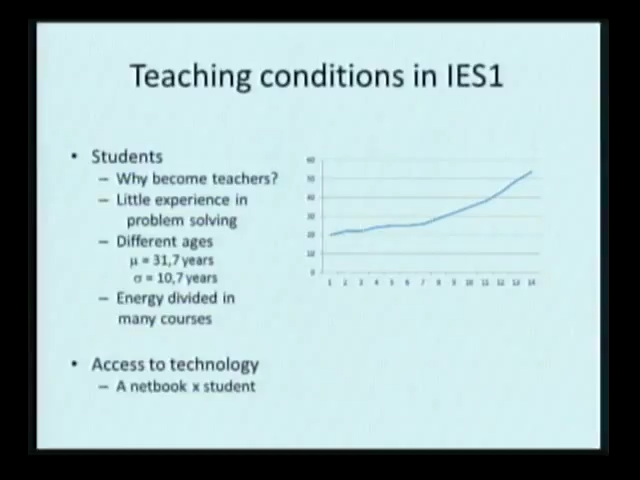 Teaching conditions in IES1
• Students
– Why become teachers?
– Little experience in
problem solving
– Different ages
μ = 31,7 years
σ = 10,7 years
– Energy divided in
many courses
• Access to technology
– A netbook x student
60
50
40
30
20
10
0
1 2 3 4 5 6 7 8 9 10 11 12 13 14